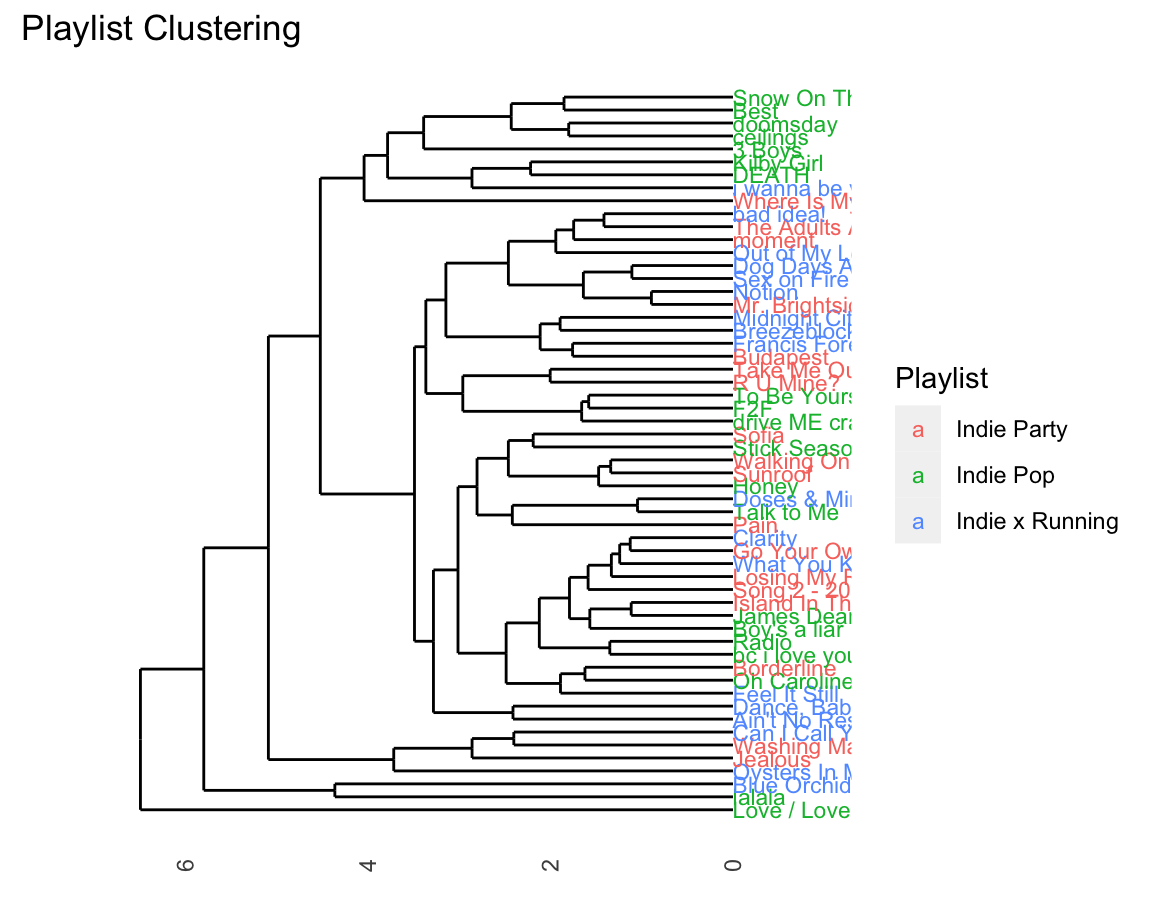 Playlist Clustering
Snow On Th
Best
doomsday
ceilings
3 Boys
Kilby Girl
DEATH
i wanna be y
Where Is My
bad idea!
The Adults A
moment
Out of My L
Dog Days A
Sex on Fire
Notion
Mr. Brightsid
Midnight Cit
Breezeblock
Francis Fore
Budapest
Take Me Ou
R U Mine?
To Be Yours
F2F
drive ME cra
Sofia
Stick Seaso
Walking On
Sunroof
Honey
Doses & Mi
Talk to Me
Pain
Clarity
Go Your Ow
What You K
Losing My R
Song 2 - 20
Island In Th
James Dean
Boy's a liar
Radio
bc i love you
Borderline
Oh Caroline
Feel It Still
Dance, Bab
Ain't No Res
Can I Call Y
Washing Ma
Jealous
Oysters In M
Blue Orchid
lalala
Love / Love
6 4 2 0
Playlist
a Indie Party
a Indie Pop
a Indie x Running